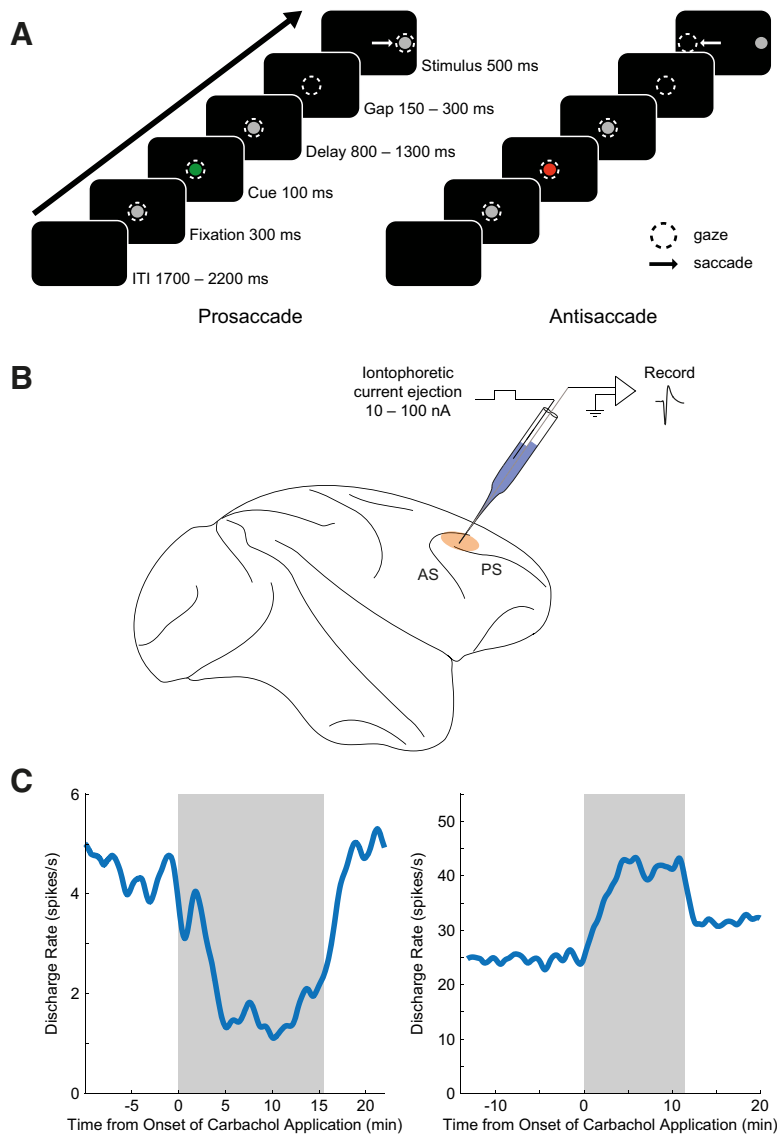 A
Stimulus 500 ms
Gap 150 – 300 ms
Delay 800 – 1300 ms
Cue 100 ms
Fixation 300 ms
ITI 1700 – 2200 ms
gaze
saccade
Prosaccade
Antisaccade
B
Iontophoretic
current ejection
10 – 100 nA
Record
AS
PS
C
Discharge Rate (spikes/s)
6
4
2
0
-5
0
5
10
15
20
Time from Onset of Carbachol Application (min)
Discharge Rate (spikes/s)
50
40
30
20
10
0
-10
0
10
20
Time from Onset of Carbachol Application (min)